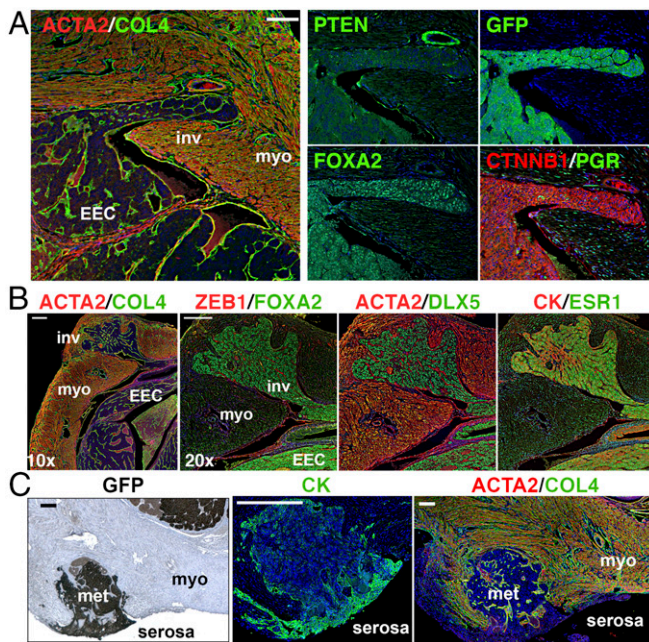 A
ACTA2/COL4
inv
myo
EEC
PTEN
GFP
FOXA2
CTNNB1/PGR
B
ACTA2/COL4
ZEB1/FOXA2
ACTA2/DLX5
CK/ESR1
inv
myo
EEC
10x
inv
myo
20x
EEC
C
GFP
CK
ACTA2/COL4
met
myo
serosa
serosa
met
myo
serosa